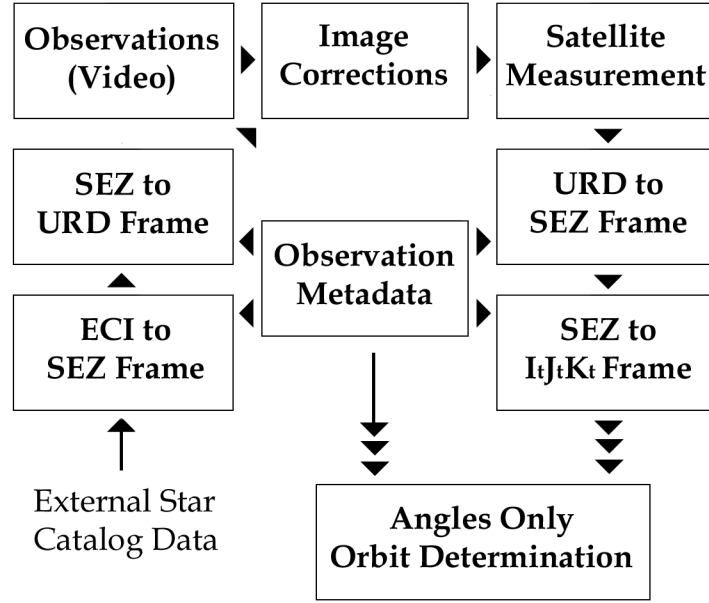 Observations
(Video)
Image
Corrections
Satellite
Measurement
SEZ to
URD Frame
Observation
Metadada
URD to
SEZ Frame
ECI to
SEZ Frame
SEZ to
IₜJₜKₜ Frame
External Star
Catalog Data
Angles Only
Orbit Determination